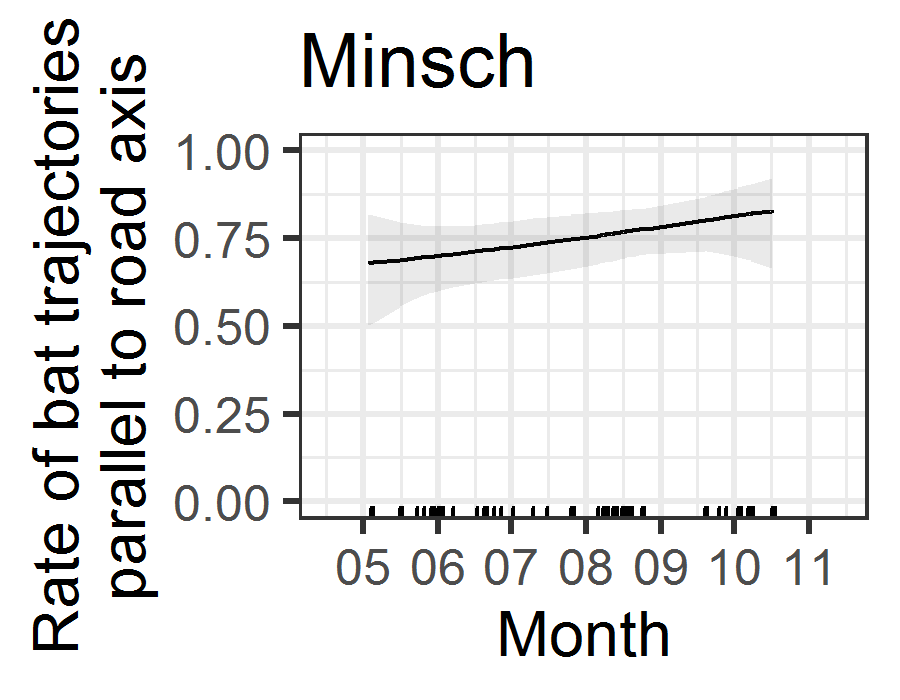 Minsch
Rate of bat trajectories
parallel to road axis
1.00
0.75
0.50
0.25
0.00
05 06 07 08 09 10 11
Month